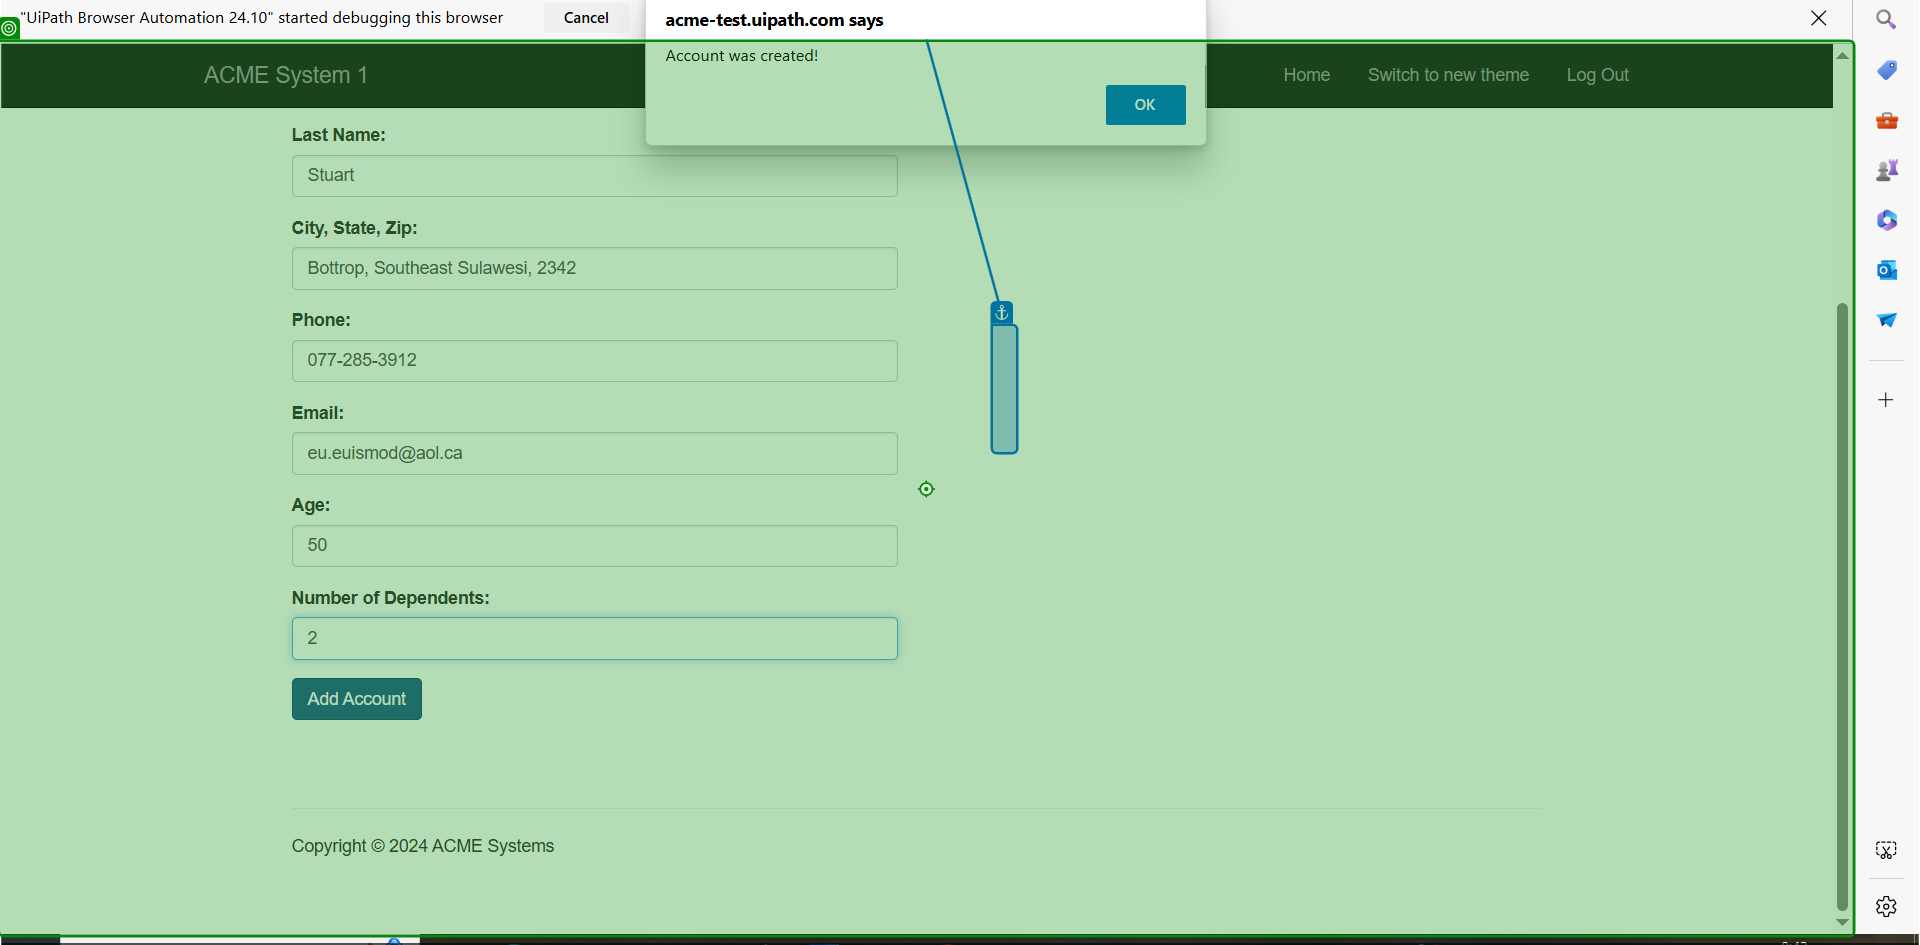 "UiPath Browser Automation 24.10" started debugging this browser
Cancel
acme-test.uipath.com says
Account was created!
OK
ACME System 1
Home
Switch to new theme
Log Out
Last Name:
Stuart
City, State, Zip:
Bottrop, Southeast Sulawesi, 2342
Phone:
077-285-3912
Email:
eu.euismod@aol.ca
Age:
50
Number of Dependents:
2
Add Account
Copyright © 2024 ACME Systems